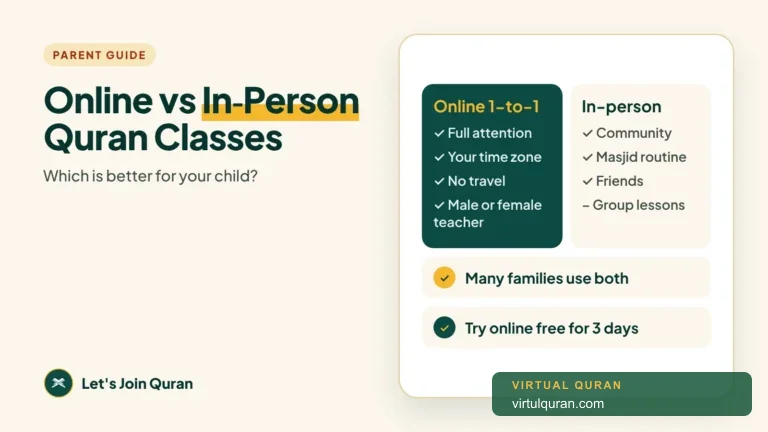 PARENT GUIDE
Online vs In-Person
Quran Classes
Which is better for your child?
Online 1-to-1
✓ Full attention
✓ Your time zone
✓ No travel
✓ Male or female
teacher
In-person
✓ Community
✓ Masjid routine
✓ Friends
– Group lessons
✓ Many families use both
✓ Try online free for 3 days
Let's Join Quran
VIRTUAL QURAN
virtulquran.com